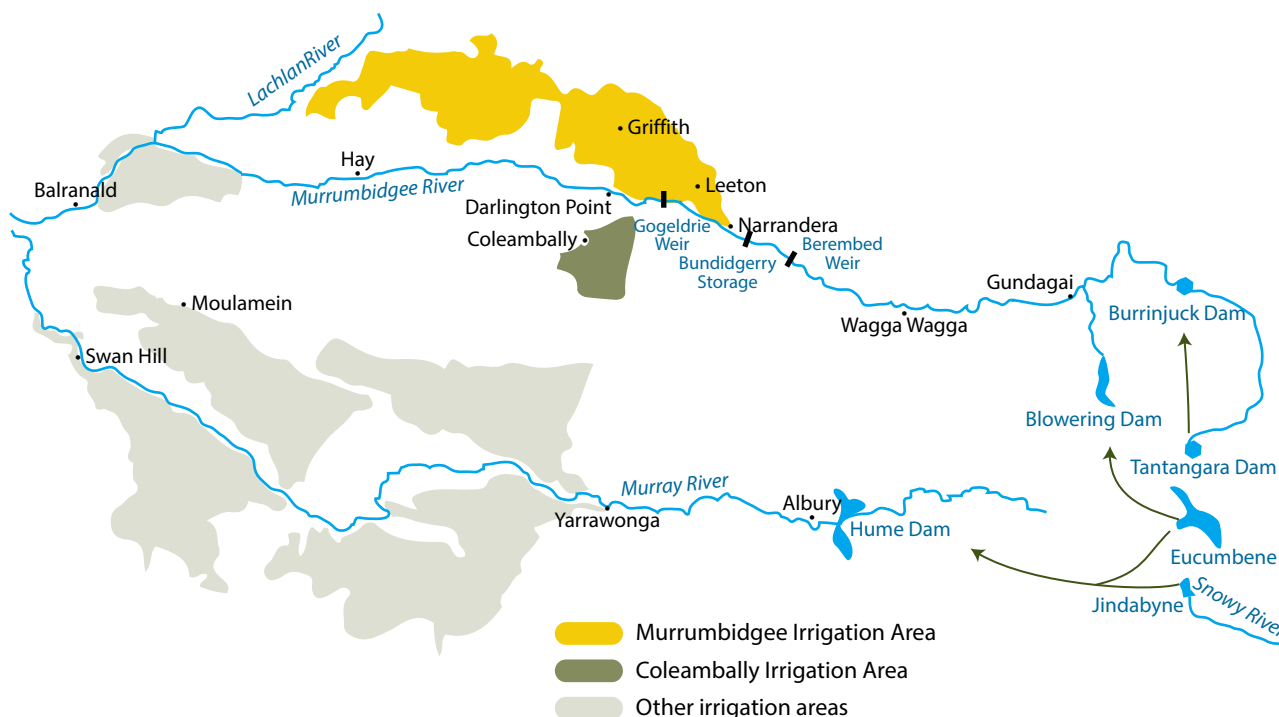 LachlanRiver
Griffith
Hay
Leeton
Balranald
Murrumbidgee River
Darlington Point
Narrandera
Gogeldrie
Weir
Coleambally
Berembed
Weir
Bundidgerry
Storage
Gundagai
Moulamein
Burrinjuck Dam
Wagga Wagga
Swan Hill
Blowering Dam
Tantangara Dam
Murray River
Albury
Yarrawonga
Hume Dam
Eucumbene
Jindabyne
Snowy River
Murrumbidgee Irrigation Area
Coleambally Irrigation Area
Other irrigation areas